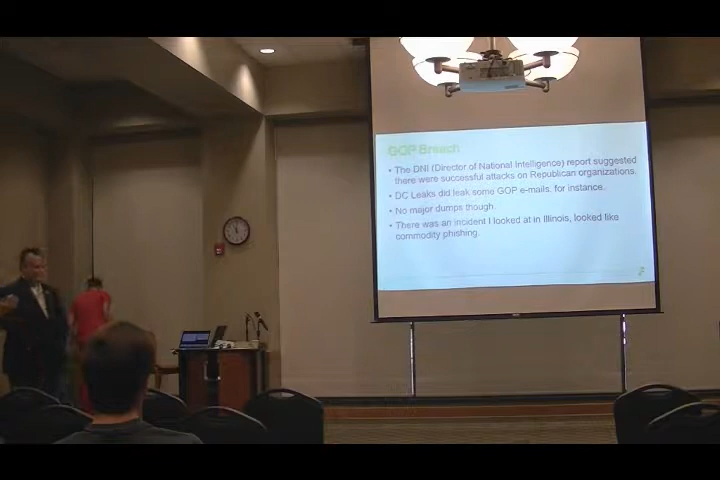 GOP Breach
• The DNI (Director of National Intelligence) report suggested
there were successful attacks on Republican organizations.
• DC Leaks did leak some GOP e-mails, for instance.
• No major dumps though.
• There was an incident I looked at in Illinois, looked like
commodity phishing.